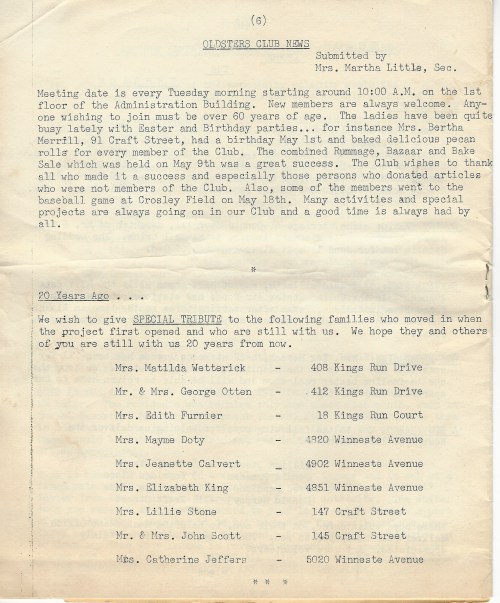 (6)
OLDSTERS CLUB NEWS
Submitted by
Mrs. Martha Little, Sec.
Meeting date is every Tuesday morning starting around 10:00 A.M. on the 1st
floor of the Administration Building. New members are always welcome. Any-
one wishing to join must be over 60 years of age. The ladies have been quite
busy lately with Easter and Birthday parties... for instance Mrs. Bertha
Merrill, 91 Craft Street, had a birthday May 1st and baked delicious pecan
rolls for every member of the Club. The combined Rummage, Bazaar and Bake
Sale which was held on May 9th was a great success. The Club wishes to thank
all who made it a success and especially those persons who donated articles
who were not members of the Club. Also, some of the members went to the
baseball game at Crosley Field on May 18th. Many activities and special
projects are always going on in our Club and a good time is always had by
all.
*
20 Years Ago . . .
We wish to give SPECIAL TRIBUTE to the following families who moved in when
the project first opened and who are still with us. We hope they and others
of you are still with us 20 years from now.
Mrs. Matilda Wetterick - 408 Kings Run Drive
Mr. & Mrs. George Otten - 412 Kings Run Drive
Mrs. Edith Furnier - 18 Kings Run Court
Mrs. Mayme Doty - 4820 Winneste Avenue
Mrs. Jeanette Calvert _ 4902 Winneste Avenue
Mrs. Elizabeth King - 4851 Winneste Avenue
Mrs. Lillie Stone - 147 Craft Street
Mr. & Mrs. John Scott - 145 Craft Street
Mrs. Catherine Jeffers - 5020 Winneste Avenue
* * *